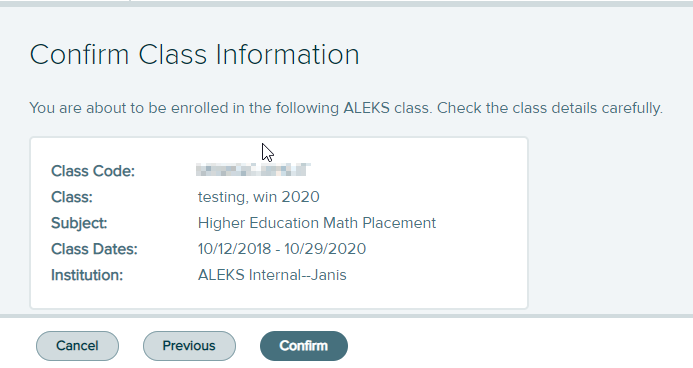 Confirm Class Information
You are about to be enrolled in the following ALEKS class. Check the class details carefully.
Class Code:
Class: testing, win 2020
Subject: Higher Education Math Placement
Class Dates: 10/12/2018 - 10/29/2020
Institution: ALEKS Internal--Janis
Cancel Previous Confirm